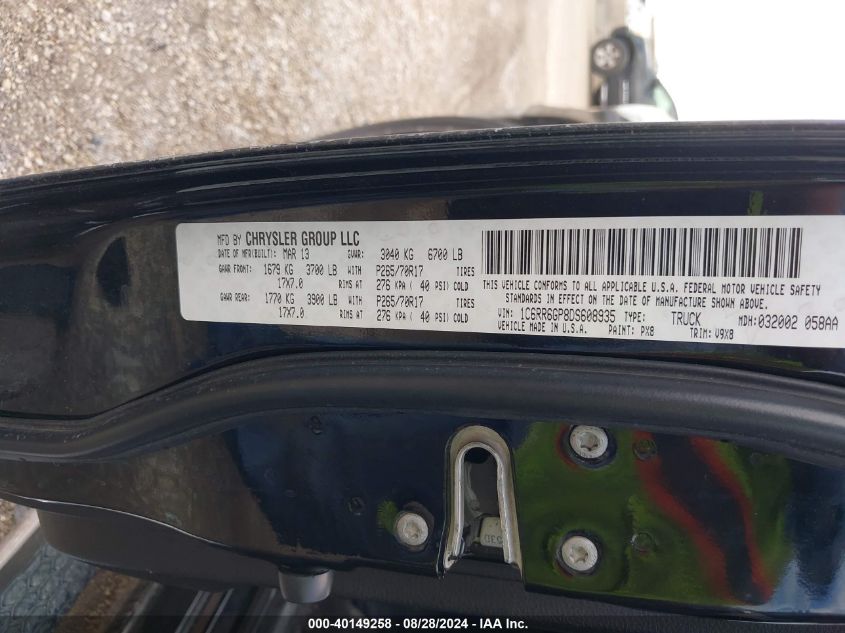 MFD BY CHRYSLER GROUP LLC
DATE OF MFR(BUILT): MAR 13 GVWR: 3040 KG 6700 LB
GAWR FRONT: 1679 KG 3700 LB WITH P265/70R17 TIRES
17X7.0 RIMS AT 276 KPA ( 40 PSI) COLD
GAWR REAR: 1770 KG 3900 LB WITH P265/70R17 TIRES
17X7.0 RIMS AT 276 KPA ( 40 PSI) COLD
THIS VEHICLE CONFORMS TO ALL APPLICABLE U.S.A. FEDERAL MOTOR VEHICLE SAFETY
STANDARDS IN EFFECT ON THE DATE OF MANUFACTURE SHOWN ABOVE.
VIN: 1C6RR6GP8DS608935 TYPE: TRUCK MDH:032002 058AA
VEHICLE MADE IN U.S.A. PAINT: PX8 TRIM: V9X8
53D
000-40149258 - 08/28/2024 - IAA Inc.